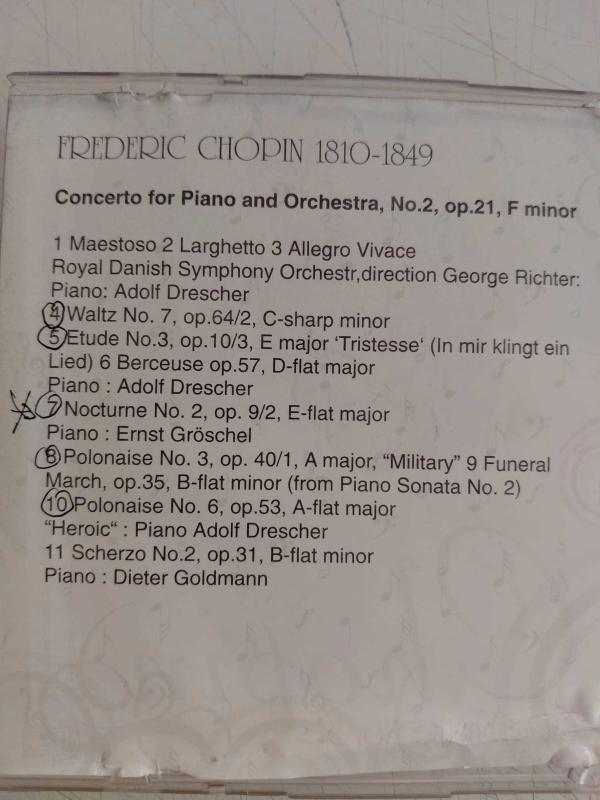 FREDERIC CHOPIN 1810-1849
Concerto for Piano and Orchestra, No.2, op.21, F minor
1 Maestoso 2 Larghetto 3 Allegro Vivace
Royal Danish Symphony Orchestr,direction George Richter:
Piano: Adolf Drescher
4 Waltz No. 7, op.64/2, C-sharp minor
5 Etude No.3, op.10/3, E major ‘Tristesse‘ (In mir klingt ein
Lied) 6 Berceuse op.57, D-flat major
Piano : Adolf Drescher
7 Nocturne No. 2, op. 9/2, E-flat major
Piano : Ernst Gröschel
8 Polonaise No. 3, op. 40/1, A major, “Military” 9 Funeral
March, op.35, B-flat minor (from Piano Sonata No. 2)
10 Polonaise No. 6, op.53, A-flat major
“Heroic“ : Piano Adolf Drescher
11 Scherzo No.2, op.31, B-flat minor
Piano : Dieter Goldmann